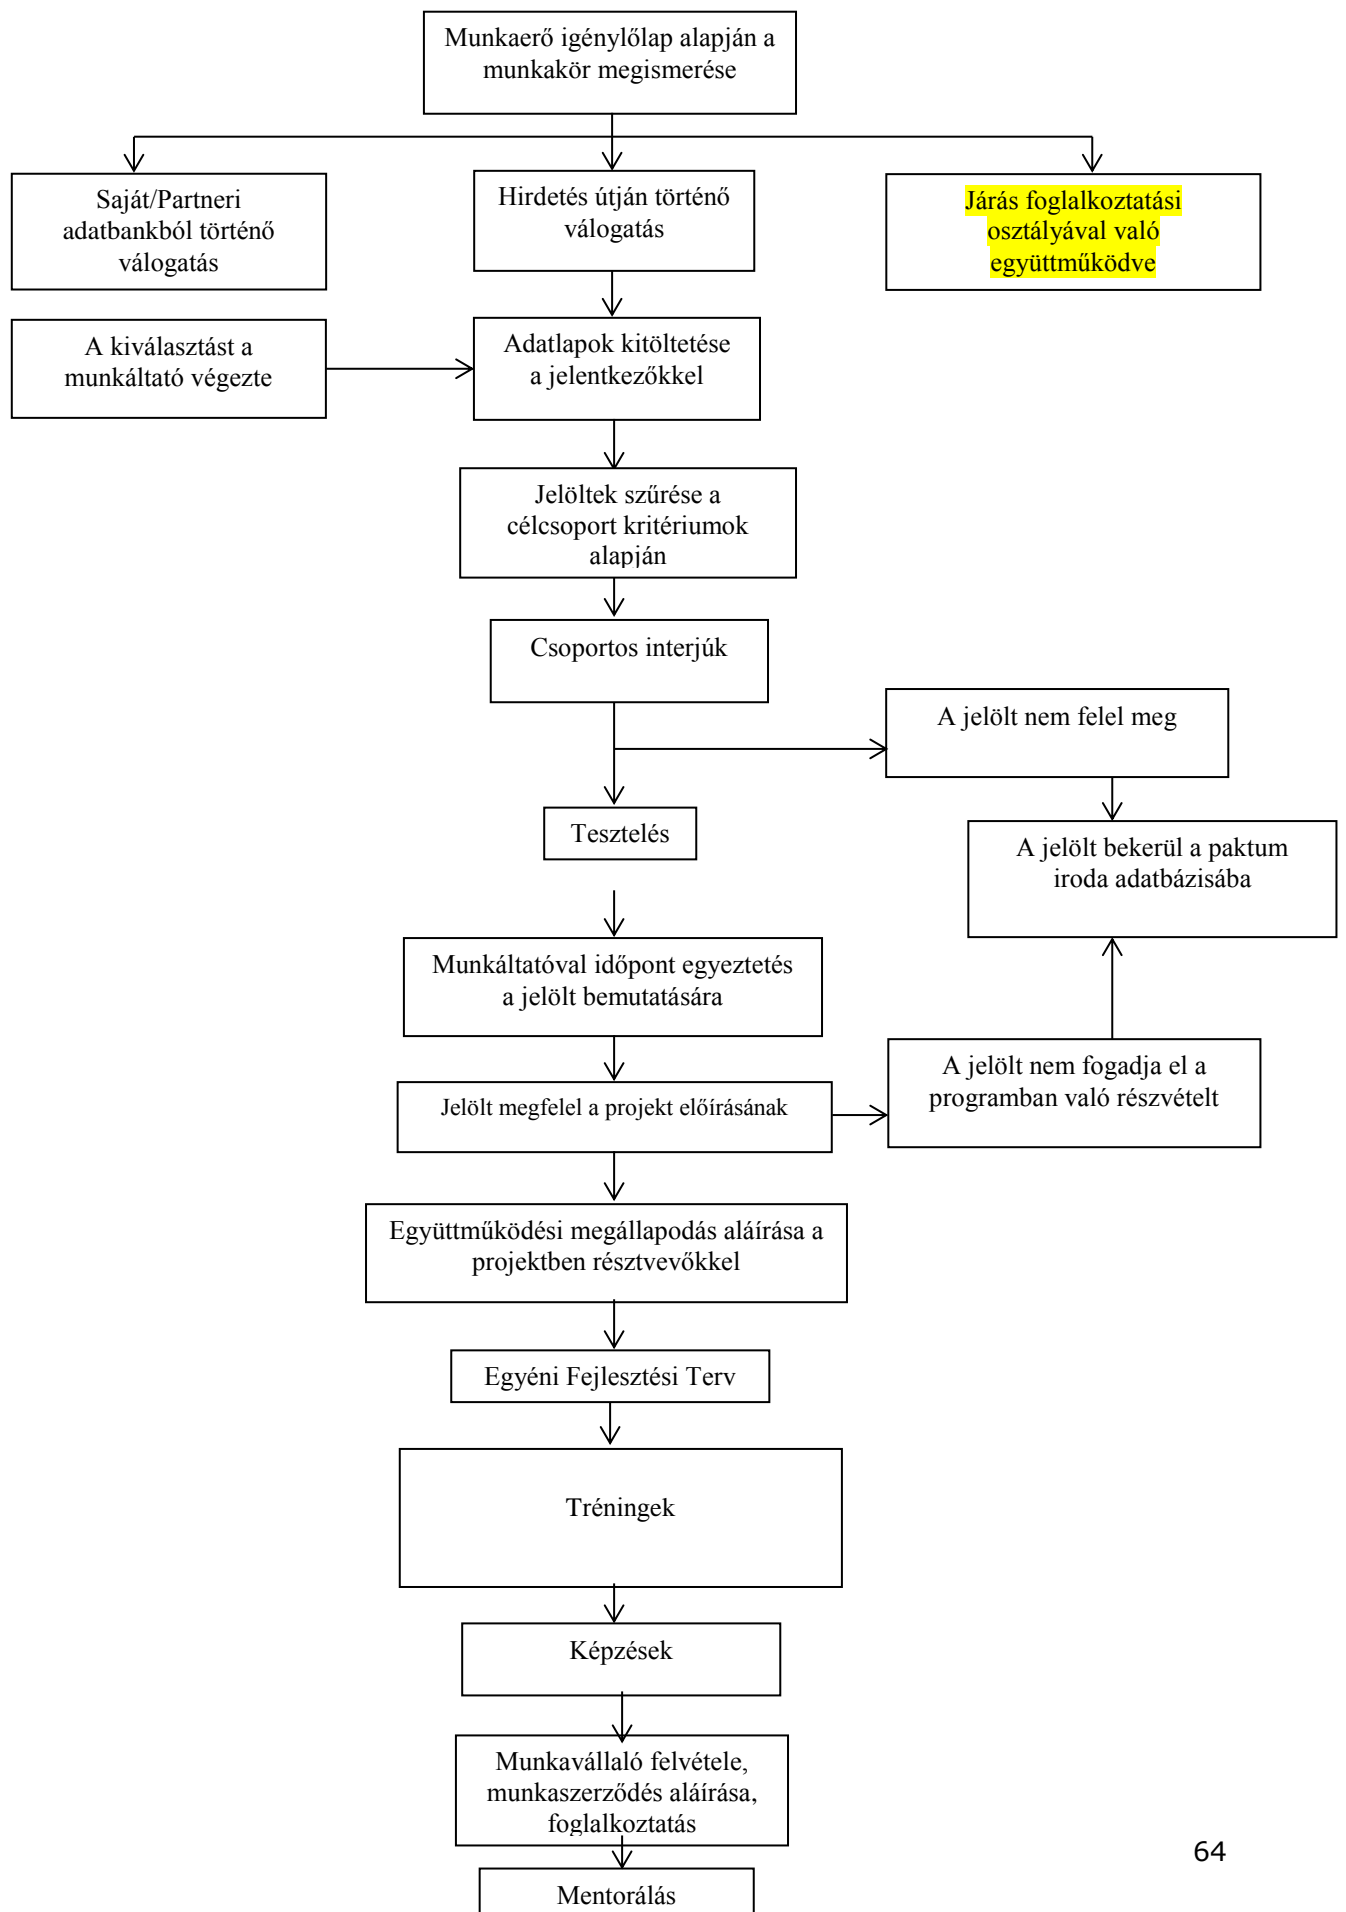 Munkaerő igénylőlap alapján a
munkakör megismerése
Saját/Partneri
adatbankból történő
válogatás
Hirdetés útján történő
válogatás
Járás foglalkoztatási
osztályával való
együttműködve
A kiválasztást a
munkáltató végezte
Adatlapok kitöltetése
a jelentkezőkkel
Jelöltek szűrése a
célcsoport kritériumok
alapján
Csoportos interjúk
A jelölt nem felel meg
Tesztelés
A jelölt bekerül a paktum
iroda adatbázisába
Munkáltatóval időpont egyeztetés
a jelölt bemutatására
A jelölt nem fogadja el a
programban való részvételt
Jelölt megfelel a projekt előírásának
Együttműködési megállapodás aláírása a
projektben résztvevőkkel
Egyéni Fejlesztési Terv
Tréningek
Képzések
Munkavállaló felvétele,
munkaszerződés aláírása,
foglalkoztatás
64
Mentorálás